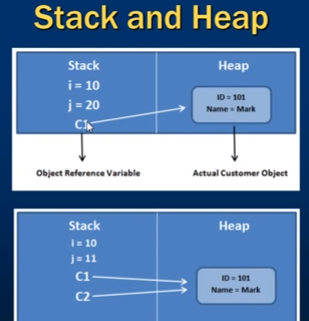 Stack and Heap
Stack
Heap
i = 10
j = 20
C1
ID = 101
Name = Mark
Object Reference Variable
Actual Customer Object
Stack
Heap
i = 10
j = 11
C1
C2
ID = 101
Name = Mark